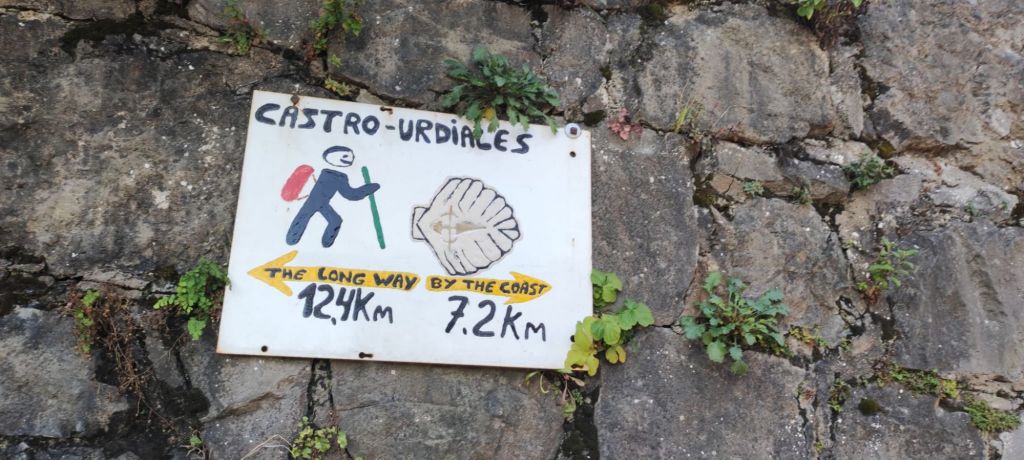 CASTRO-URDIALES
THE LONG WAY BY THE COAST
12,4Km 7.2Km